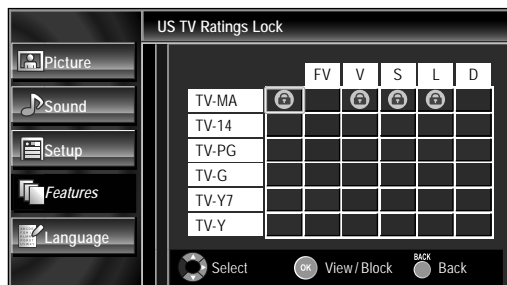 US TV Ratings Lock
Picture
Sound
Setup
Features
Language
FV V S L D
TV-MA
TV-14
TV-PG
TV-G
TV-Y7
TV-Y
Select
OK View/Block
BACK Back